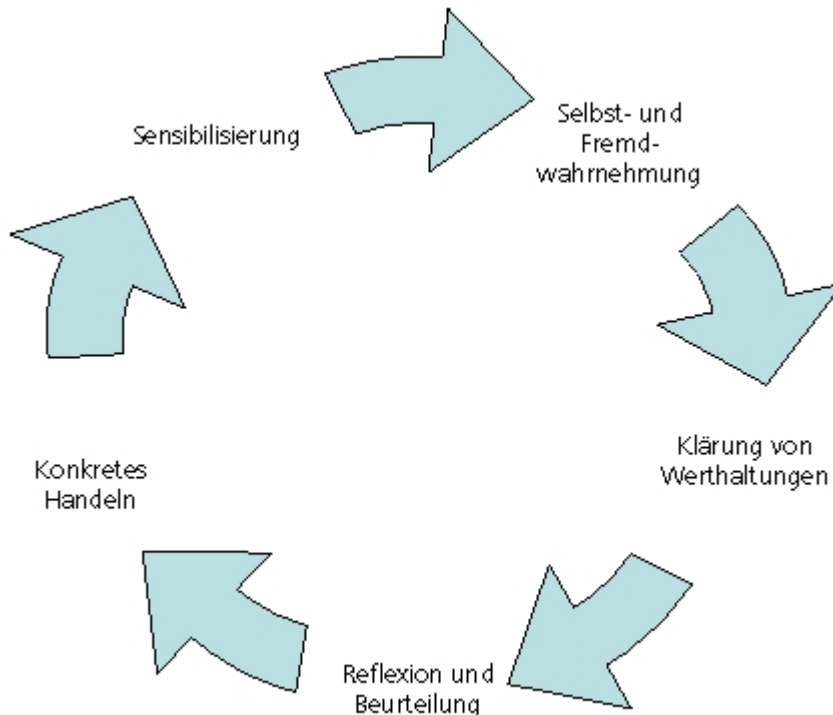 Sensibilisierung
Selbst- und
Fremd-
wahrnehmung
Klärung von
Werthaltungen
Reflexion und
Beurteilung
Konkretes
Handeln